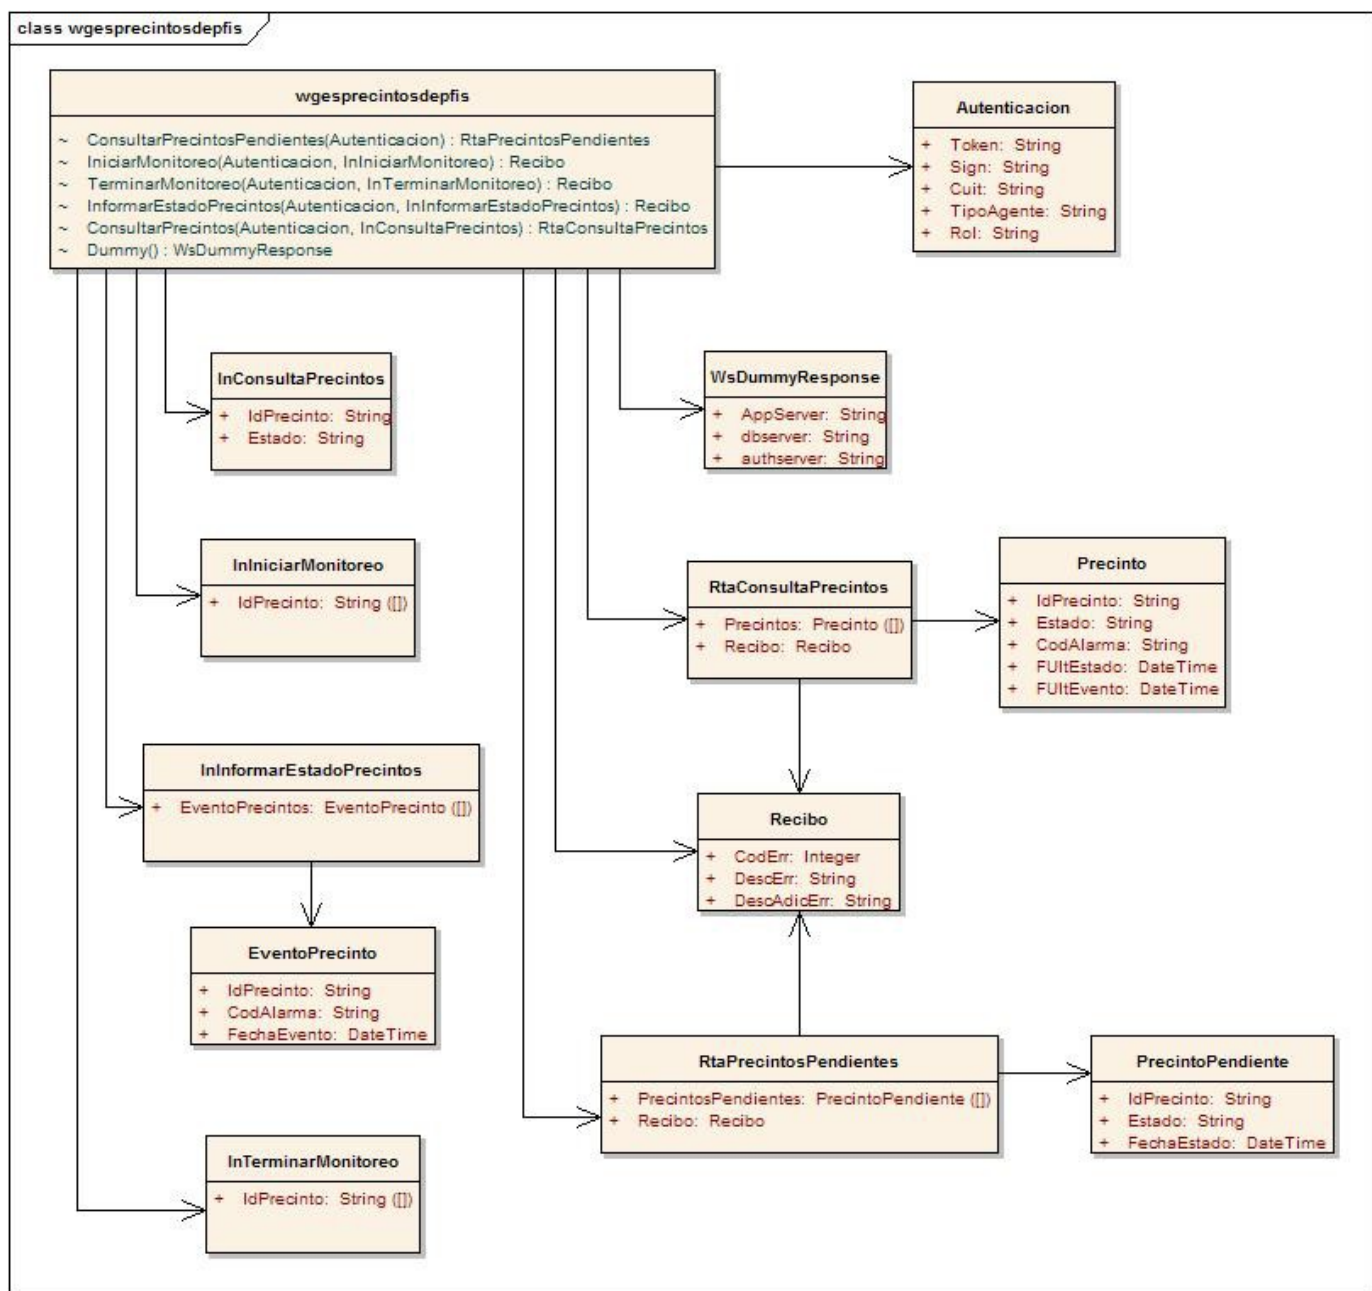 class wgesprecintosdepfis
wgesprecintosdepfis
~ ConsultarPrecintosPendientes(Autenticacion) : RtaPrecintosPendientes
~ IniciarMonitoreo(Autenticacion, InIniciarMonitoreo) : Recibo
~ TerminarMonitoreo(Autenticacion, InTerminarMonitoreo) : Recibo
~ InformarEstadoPrecintos(Autenticacion, InInformarEstadoPrecintos) : Recibo
~ ConsultarPrecintos(Autenticacion, InConsultaPrecintos) : RtaConsultaPrecintos
~ Dummy() : WsDummyResponse
Autenticacion
+ Token: String
+ Sign: String
+ Cuit: String
+ TipoAgente: String
+ Rol: String
InConsultaPrecintos
+ IdPrecinto: String
+ Estado: String
WsDummyResponse
+ AppServer: String
+ dbserver: String
+ authserver: String
InIniciarMonitoreo
+ IdPrecinto: String ([])
RtaConsultaPrecintos
+ Precintos: Precinto ([])
+ Recibo: Recibo
Precinto
+ IdPrecinto: String
+ Estado: String
+ CodAlarma: String
+ FUltEstado: DateTime
+ FUltEvento: DateTime
InInformarEstadoPrecintos
+ EventoPrecintos: EventoPrecinto ([])
Recibo
+ CodErr: Integer
+ DescErr: String
+ DescAdicErr: String
EventoPrecinto
+ IdPrecinto: String
+ CodAlarma: String
+ FechaEvento: DateTime
RtaPrecintosPendientes
+ PrecintosPendientes: PrecintoPendiente ([])
+ Recibo: Recibo
PrecintoPendiente
+ IdPrecinto: String
+ Estado: String
+ FechaEstado: DateTime
InTerminarMonitoreo
+ IdPrecinto: String ([])